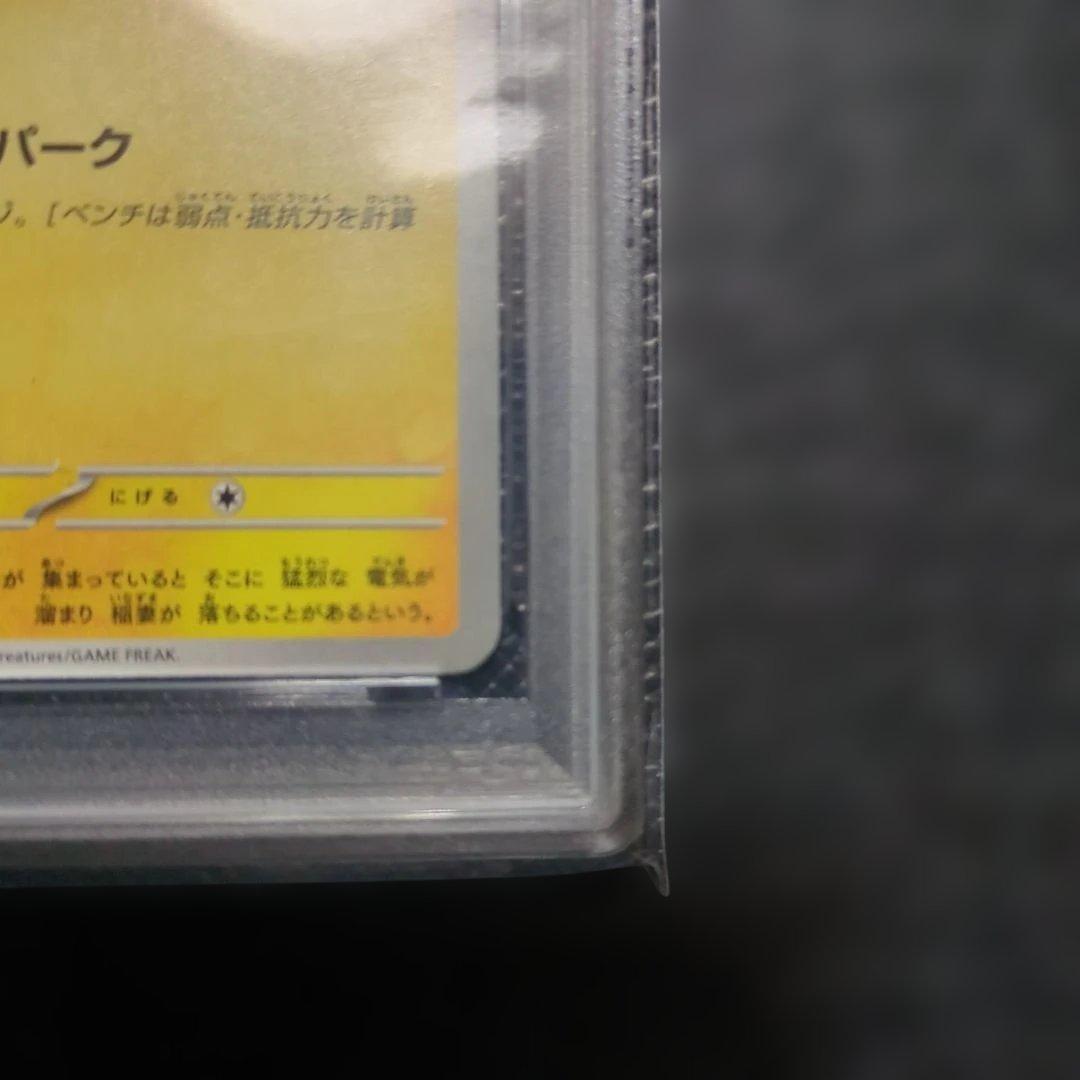 パーク
ジ。［ベンチは弱点・抵抗力を計算
にげる
が 集まっていると そこに 猛烈な 電気が
溜まり 稲妻が 落ちることがあるという。
reatures/GAME FREAK.